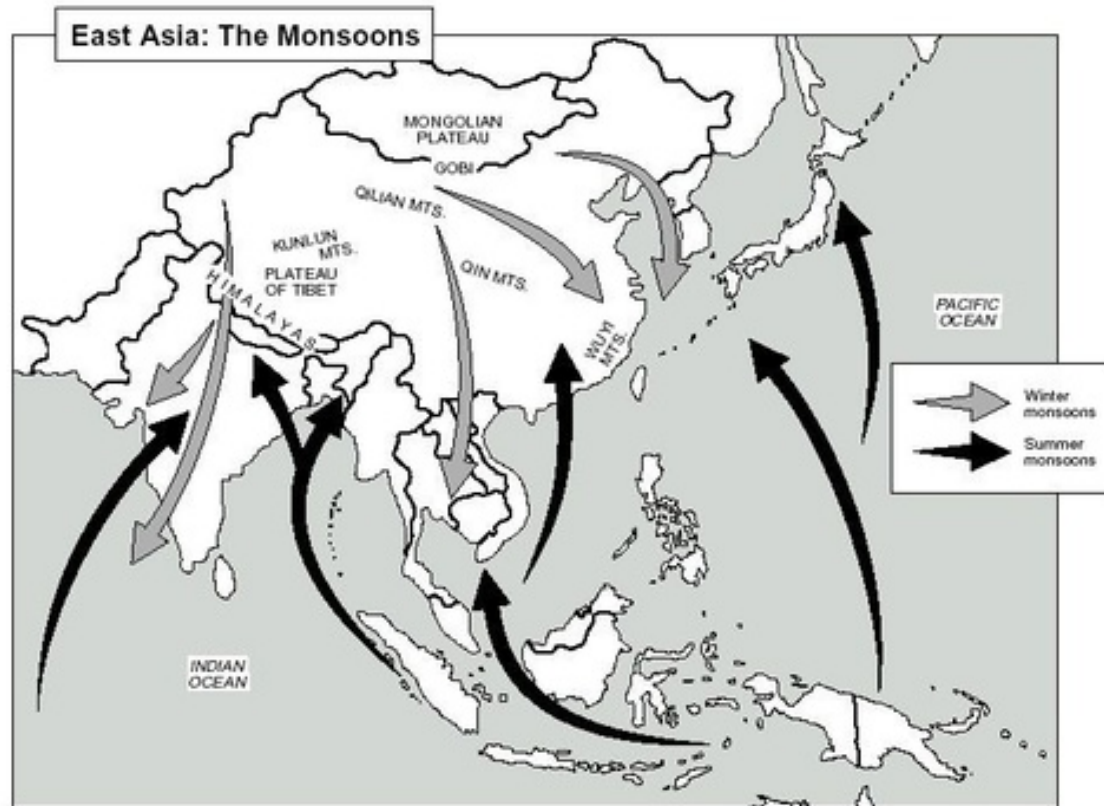 East Asia: The Monsoons
MONGOLIAN
PLATEAU
GOBI
QILIAN MTS.
KUNLUN
MTS.
QIN MTS.
PLATEAU
OF TIBET
HIMALAYAS
WUYI
MTS.
PACIFIC
OCEAN
Winter
monsoons
Summer
monsoons
INDIAN
OCEAN